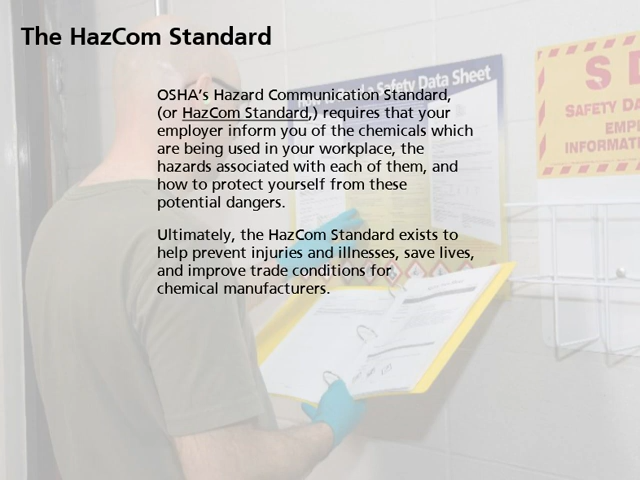 The HazCom Standard
OSHA's Hazard Communication Standard,
(or HazCom Standard,) requires that your
employer inform you of the chemicals which
are being used in your workplace, the
hazards associated with each of them, and
how to protect yourself from these
potential dangers.
Ultimately, the HazCom Standard exists to
help prevent injuries and illnesses, save lives,
and improve trade conditions for
chemical manufacturers.
Safety Data Sheet
S D
SAFETY DA
EMPL
INFORMAT